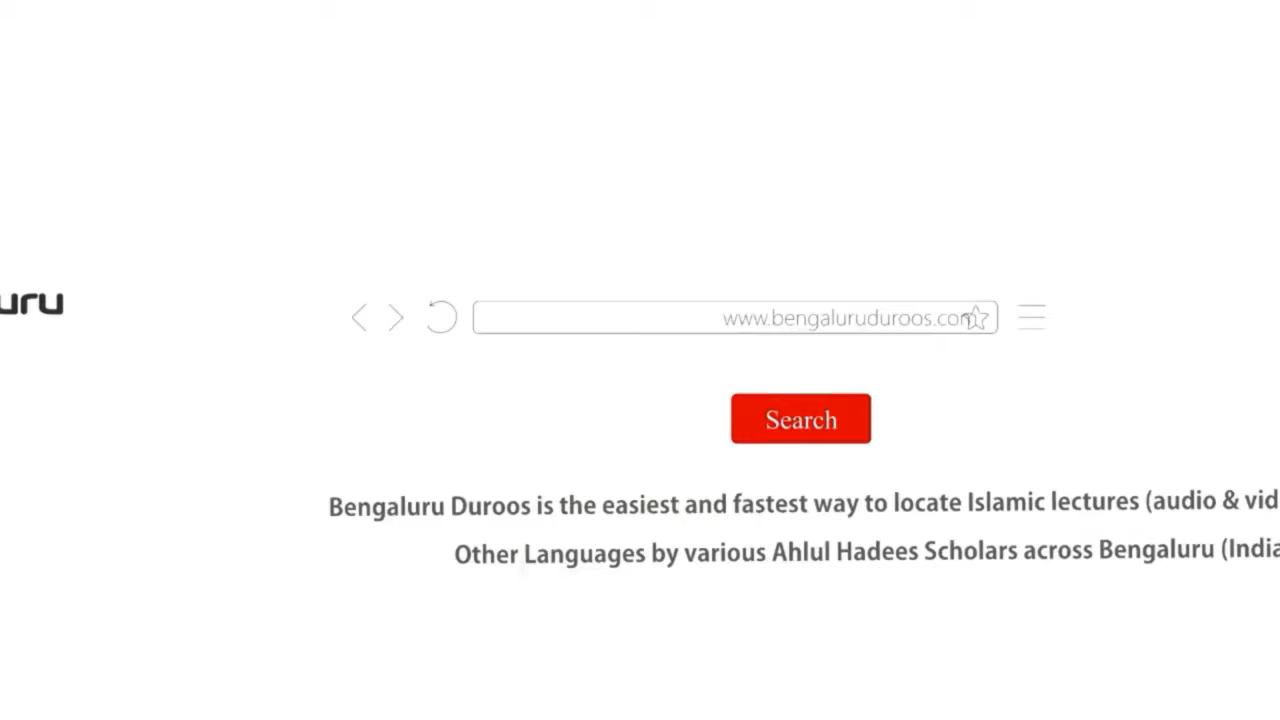 uru
www.bengaluruduroos.com
Search
Bengaluru Duroos is the easiest and fastest way to locate Islamic lectures (audio & vid
Other Languages by various Ahlul Hadees Scholars across Bengaluru (India